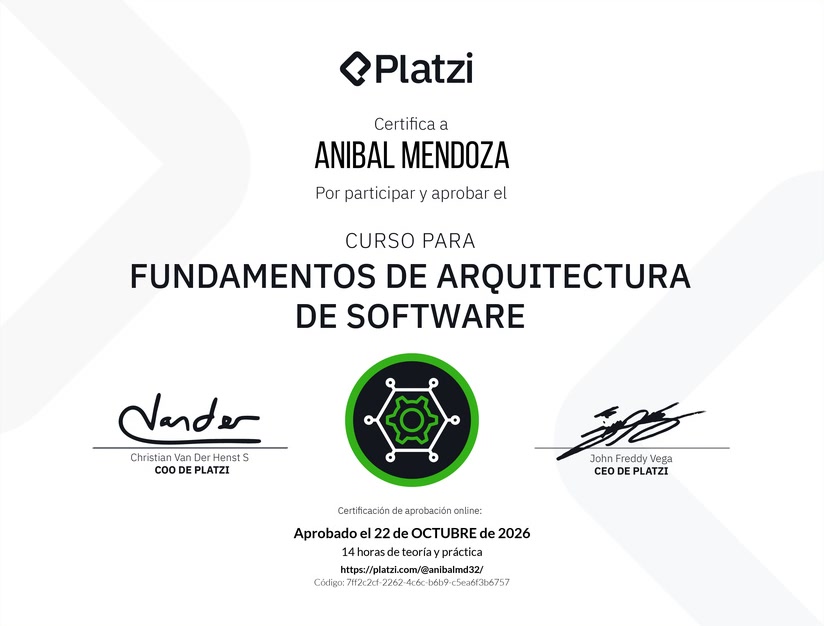 Platzi
Certifica a
ANIBAL MENDOZA
Por participar y aprobar el
CURSO PARA
FUNDAMENTOS DE ARQUITECTURA
DE SOFTWARE
Vander
Christian Van Der Henst S
COO DE PLATZI
John Freddy Vega
CEO DE PLATZI
Certificación de aprobación online:
Aprobado el 22 de OCTUBRE de 2026
14 horas de teoría y práctica
https://platzi.com/@anibalmd32/
Código: 7ff2c2cf-2262-4c6c-b6b9-c5ea6f3b6757